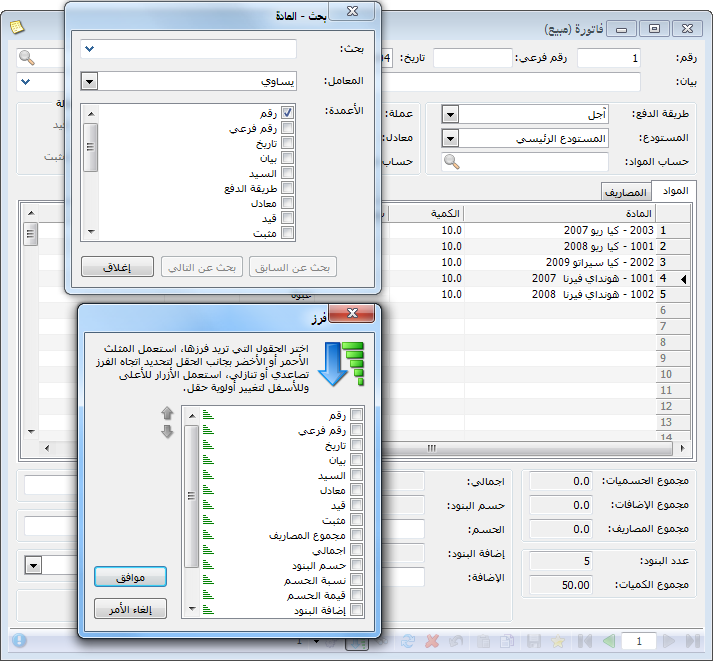 بحث - المادة
بحث:
المعامل:
يساوي
الأعمدة:
رقم
رقم فرعي
تاريخ
بيان
السيد
طريقة الدفع
معادل
قيد
مثبت
بحث عن السابق
بحث عن التالي
إغلاق
فاتورة (مبيع)
رقم:
1
رقم فرعي:
تاريخ:
بيان:
طريقة الدفع:
آجل
عملة:
المستودع:
المستودع الرئيسي
معادل:
حساب المواد:
المواد
المصاريف
المادة
الكمية
1
2003 - كيا ريو 2007
10.0
2
1001 - كيا ريو 2008
10.0
3
2002 - كيا سيراتو 2009
10.0
4
1001 - هونداي فيرنا 2007
10.0
5
1002 - هونداي فيرنا 2008
10.0
6
7
8
9
10
11
12
13
14
فرز
اختر الحقول التي تريد فرزها، استعمل المثلث
الأحمر أو الأخضر بجانب الحقل لتحديد اتجاه الفرز
تصاعدي أو تنازلي، استعمل الأزرار للأعلى
وللأسفل لتغيير أولوية حقل.
رقم
رقم فرعي
تاريخ
بيان
السيد
معادل
قيد
مثبت
مجموع المصاريف
اجمالي
حسم البنود
نسبة الحسم
قيمة الحسم
إضافة البنود
موافق
إلغاء الأمر
مجموع الحسميات:
0.0
مجموع الإضافات:
0.0
مجموع المصاريف:
0.0
عدد البنود:
5
مجموع الكميات:
50.00
اجمالي:
حسم البنود:
الحسم:
إضافة البنود:
الإضافة:
1